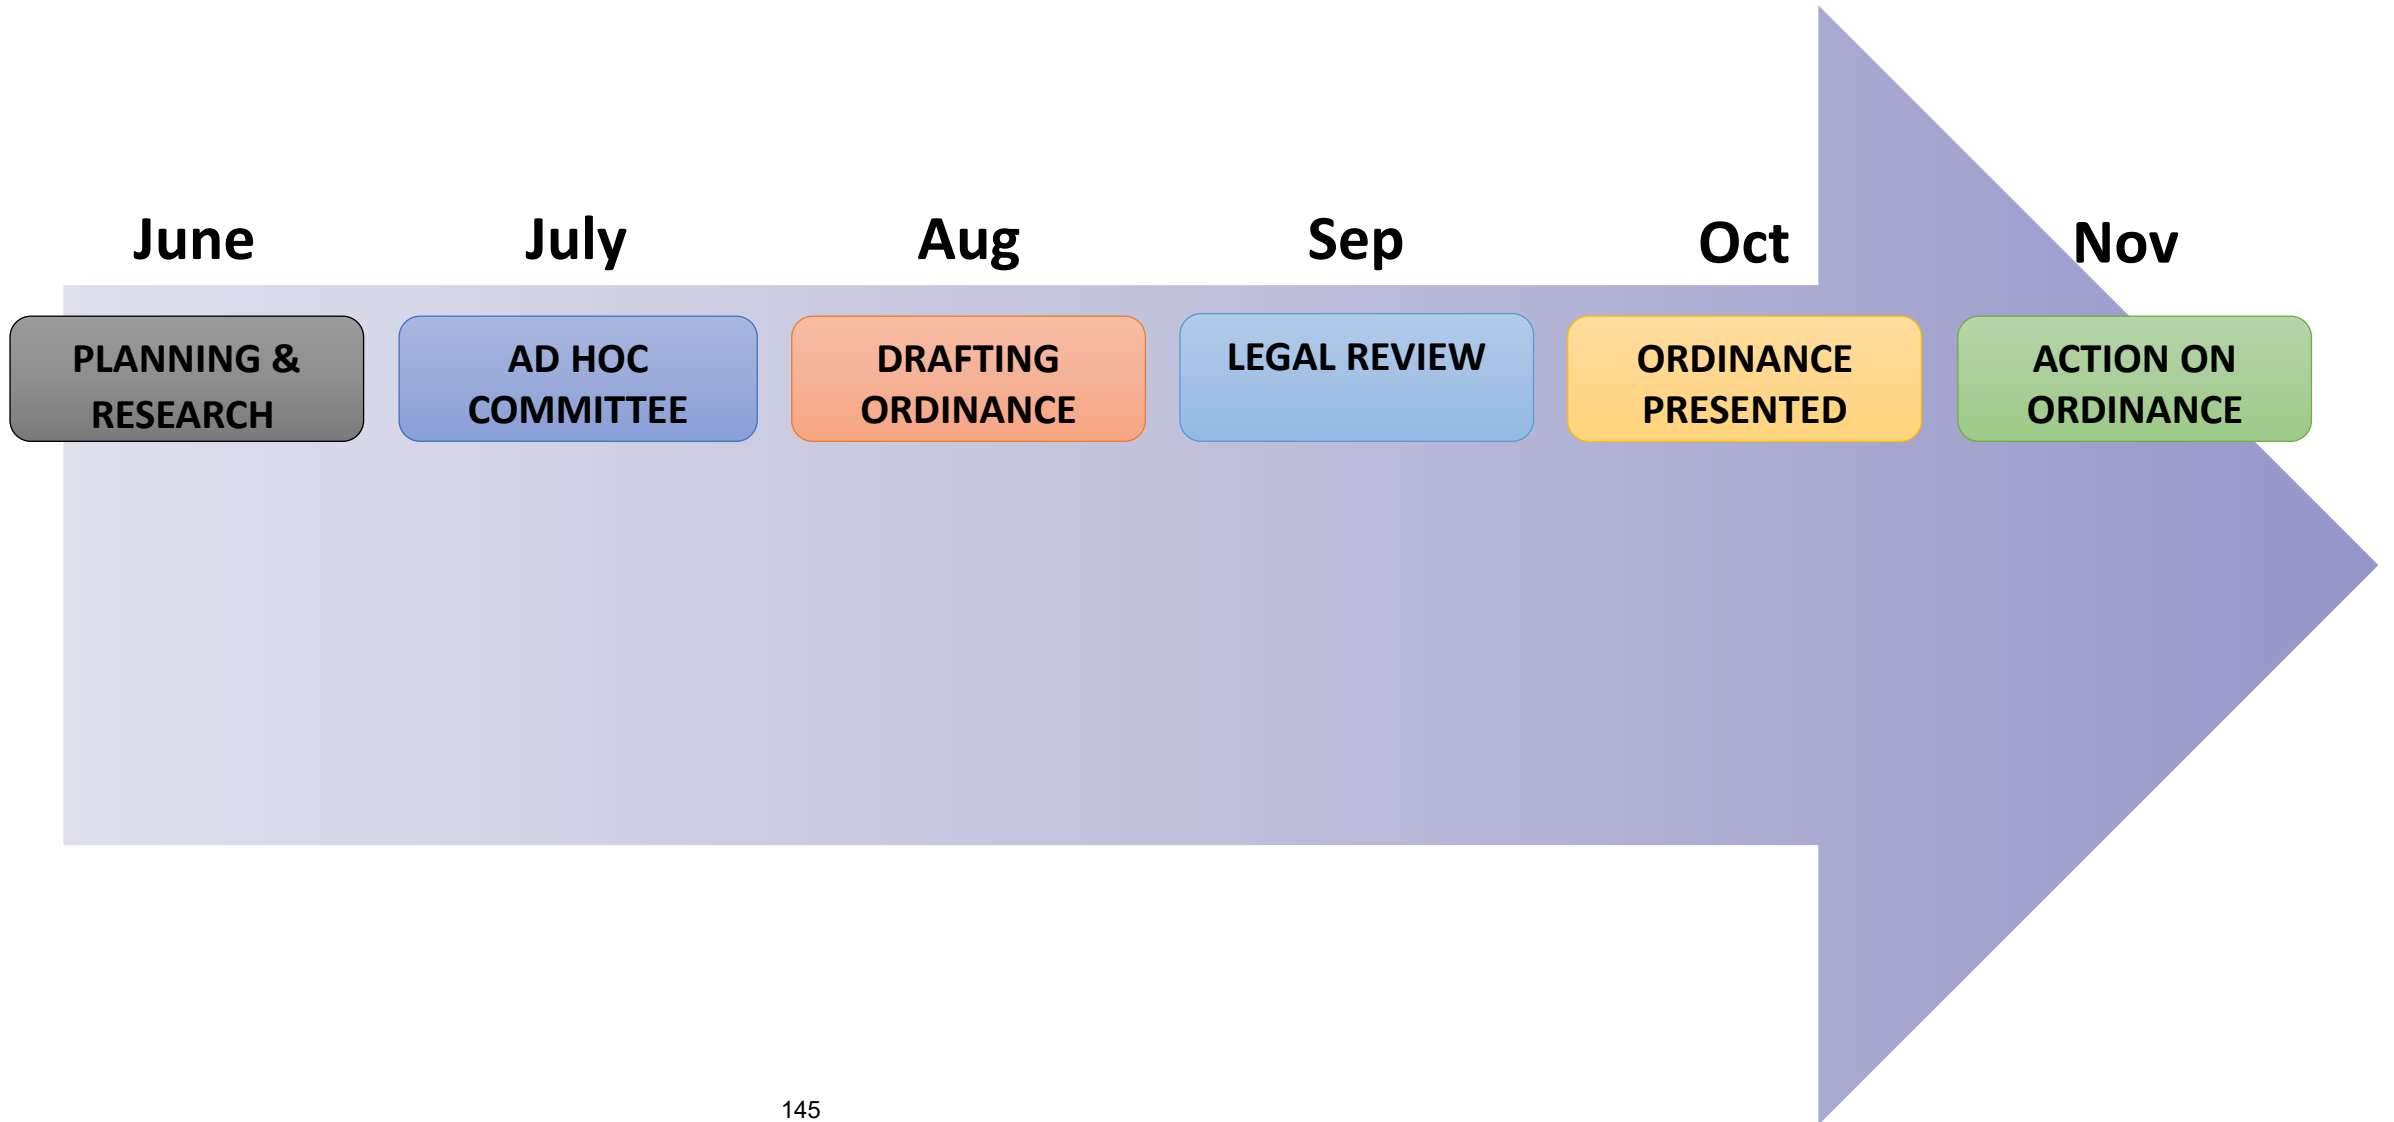 June July Aug Sep Oct Nov
PLANNING &
RESEARCH
AD HOC
COMMITTEE
DRAFTING
ORDINANCE
LEGAL REVIEW
ORDINANCE
PRESENTED
ACTION ON
ORDINANCE
145